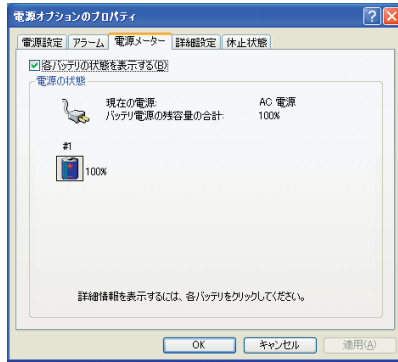 電源オプションのプロパティ
電源設定 アラーム 電源メーター 詳細設定 休止状態
各バッテリの状態を表示する(B)
電源の状態
現在の電源: AC 電源
バッテリ電源の残容量の合計: 100%
#1
100%
詳細情報を表示するには、各バッテリをクリックしてください。
OK キャンセル 適用(A)